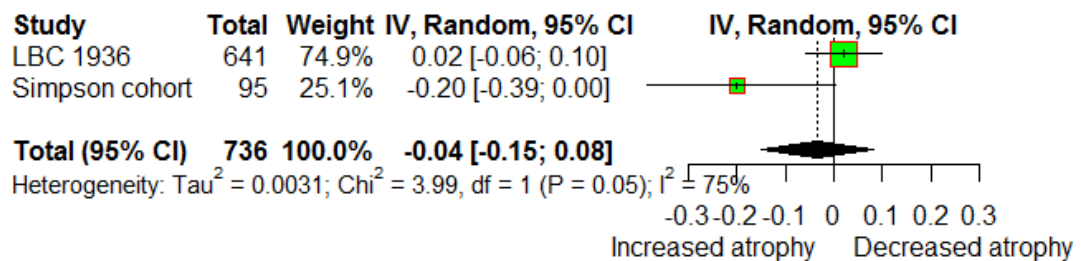 Study Total Weight IV, Random, 95% CI IV, Random, 95% CI
LBC 1936 641 74.9% 0.02 [-0.06; 0.10]
Simpson cohort 95 25.1% -0.20 [-0.39; 0.00]
Total (95% CI) 736 100.0% -0.04 [-0.15; 0.08]
Heterogeneity: Tau² = 0.0031; Chi² = 3.99, df = 1 (P = 0.05); I² = 75%
-0.3 -0.2 -0.1 0 0.1 0.2 0.3
Increased atrophy Decreased atrophy